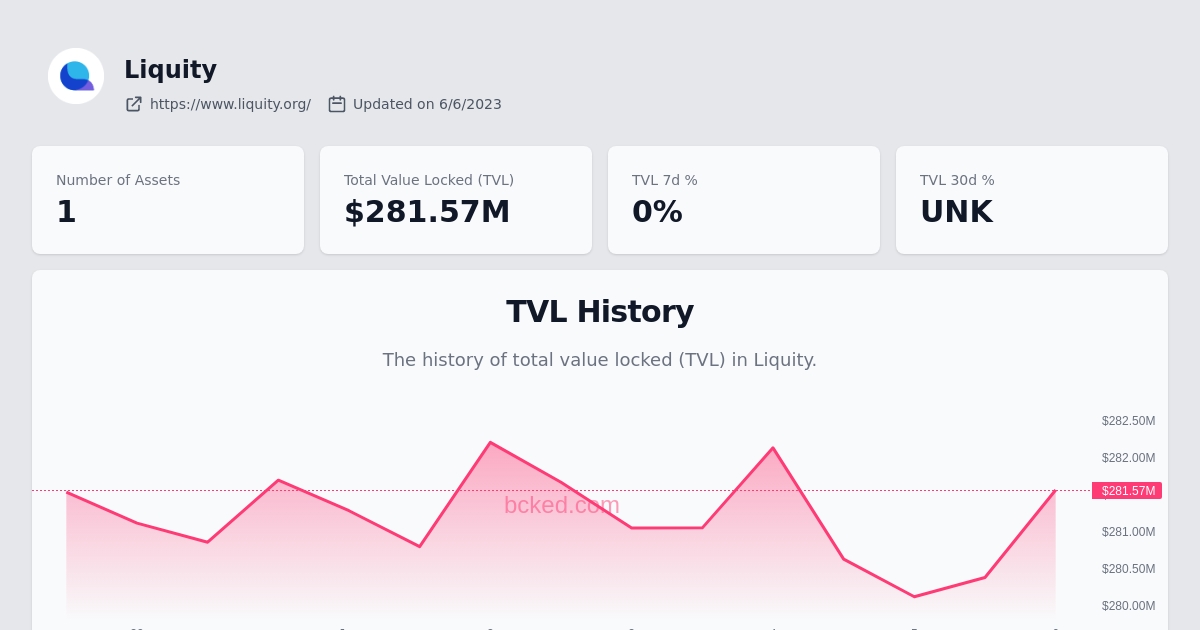 Liquity
https://www.liquity.org/ Updated on 6/6/2023
Number of Assets
1
Total Value Locked (TVL)
$281.57M
TVL 7d %
0%
TVL 30d %
UNK
TVL History
The history of total value locked (TVL) in Liquity.
$282.50M
$282.00M
$281.57M
bcked.com
$281.00M
$280.50M
$280.00M